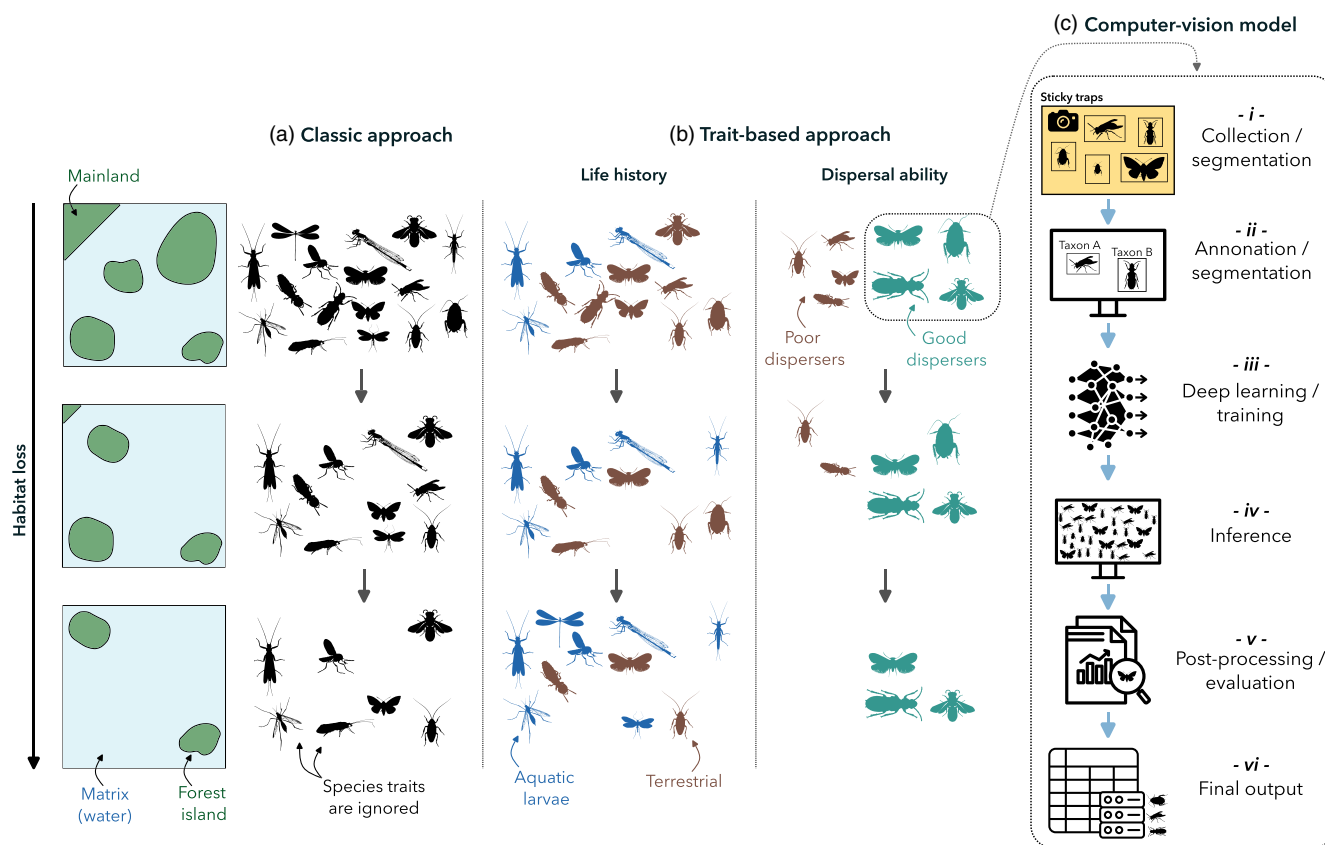 (c) Computer-vision model
(a) Classic approach
(b) Trait-based approach
Life history
Dispersal ability
Mainland
Habitat loss
Poor
dispersers
Good
dispersers
Matrix
(water)
Forest
island
Species traits
are ignored
Aquatic
larvae
Terrestrial
Sticky traps
- i -
Collection /
segmentation
Taxon A
Taxon B
- ii -
Annonation /
segmentation
- iii -
Deep learning /
training
- iv -
Inference
- v -
Post-processing /
evaluation
- vi -
Final output